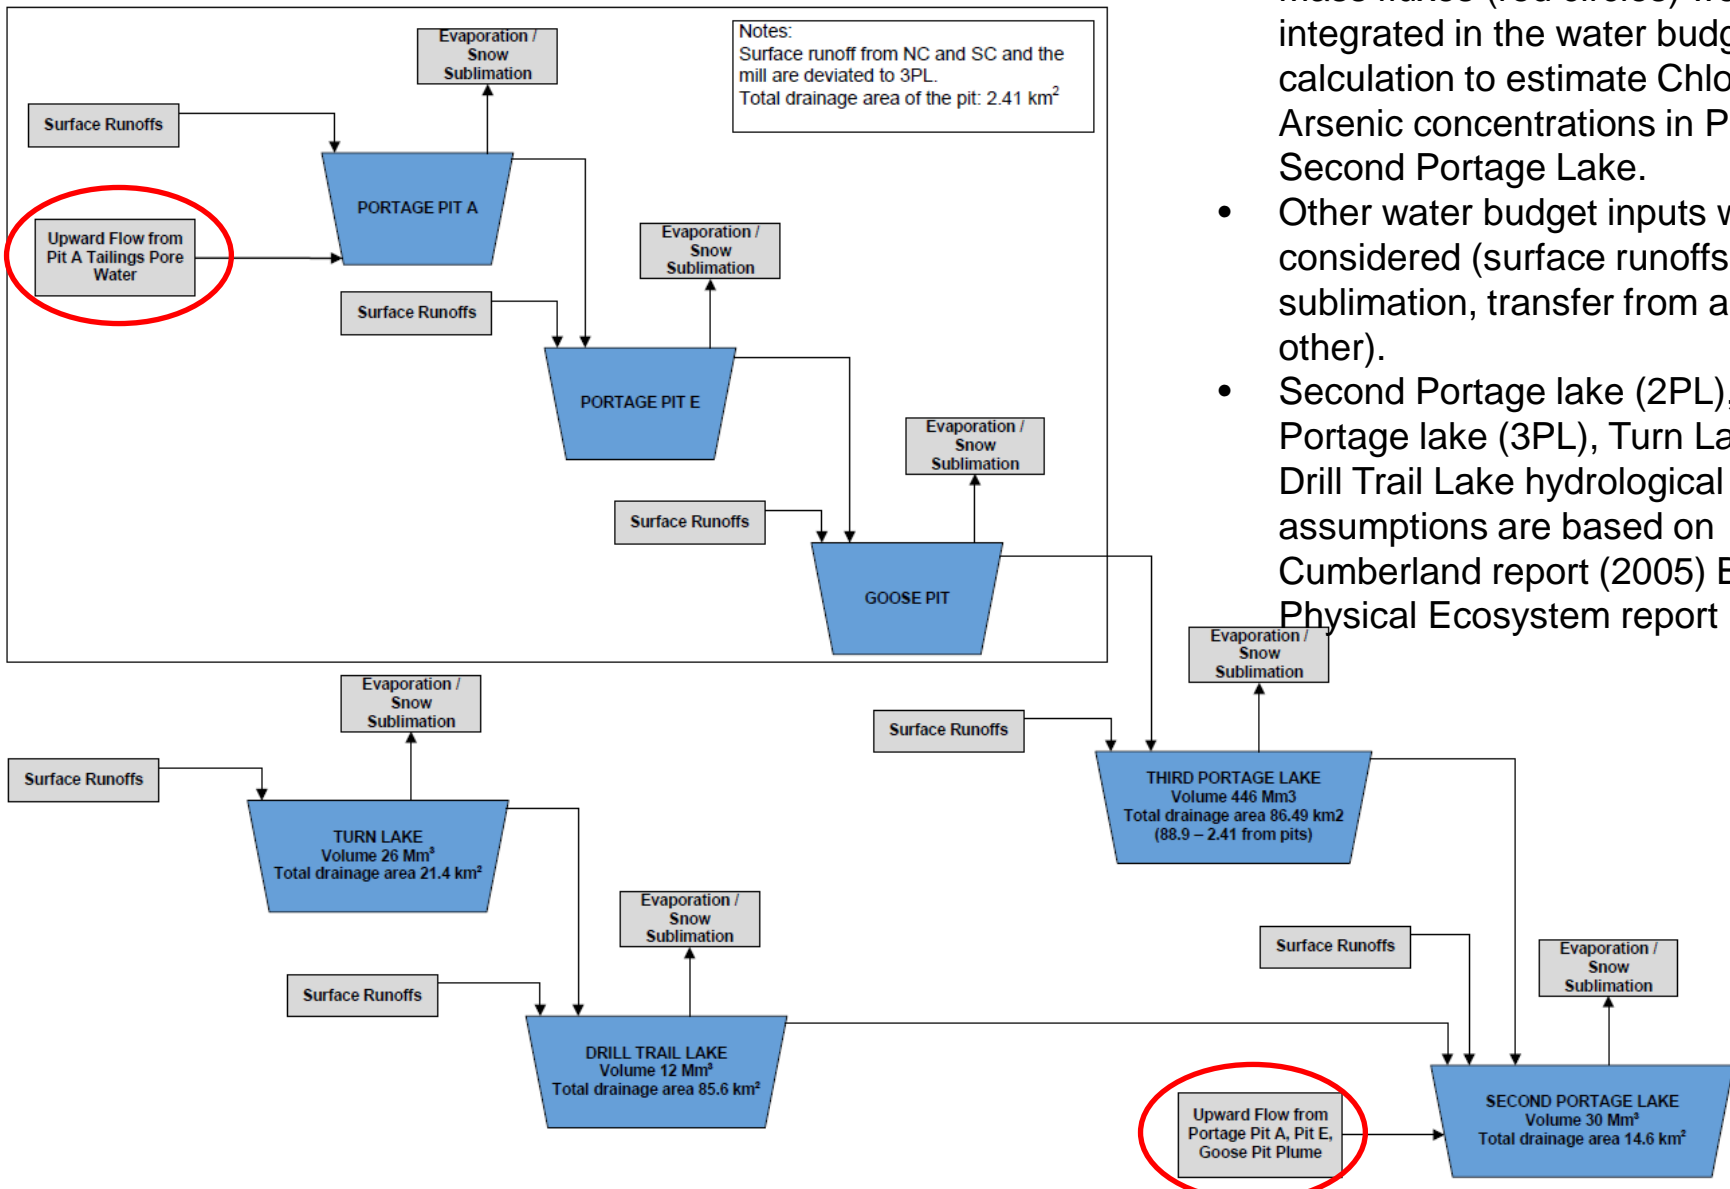 Notes:
Surface runoff from NC and SC and the
mill are deviated to 3PL.
Total drainage area of the pit: 2.41 km²
Evaporation /
Snow
Sublimation
Surface Runoffs
PORTAGE PIT A
Upward Flow from
Pit A Tailings Pore
Water
Evaporation /
Snow
Sublimation
Surface Runoffs
PORTAGE PIT E
Evaporation /
Snow
Sublimation
Surface Runoffs
GOOSE PIT
integrated in the water
calculation to estimate
Arsenic concentrations in
Second Portage Lake.
• Other water budget inputs
considered (surface runoffs
sublimation, transfer from
other).
• Second Portage lake (2PL),
Portage lake (3PL), Turn
Drill Trail Lake hydrological
assumptions are based on
Cumberland report (2005)
Physical Ecosystem report
Evaporation /
Snow
Sublimation
Surface Runoffs
THIRD PORTAGE LAKE
Volume 446 Mm3
Total drainage area 86.49 km2
(88.9 – 2.41 from pits)
Evaporation /
Snow
Sublimation
Surface Runoffs
TURN LAKE
Volume 26 Mm³
Total drainage area 21.4 km²
Evaporation /
Snow
Sublimation
Surface Runoffs
DRILL TRAIL LAKE
Volume 12 Mm³
Total drainage area 85.6 km²
Surface Runoffs
Evaporation /
Snow
Sublimation
Upward Flow from
Portage Pit A, Pit E,
Goose Pit Plume
SECOND PORTAGE LAKE
Volume 30 Mm³
Total drainage area 14.6 km²